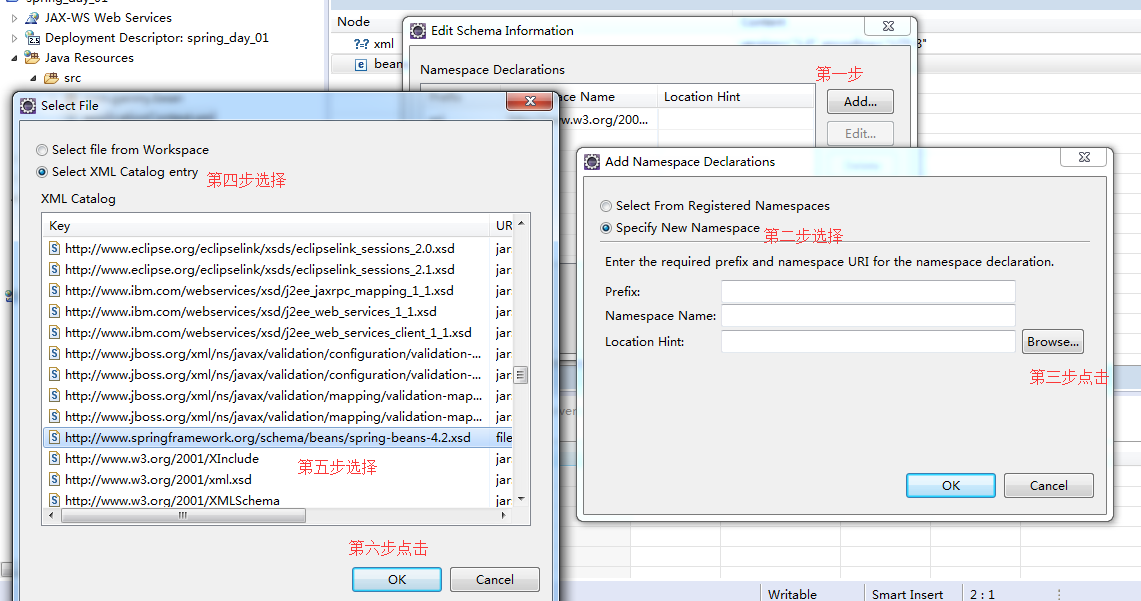 spring_day_01
JAX-WS Web Services
Deployment Descriptor: spring_day_01
Java Resources
src
Node
?=? xml
Edit Schema Information
Namespace Declarations
ce Name
Location Hint
ww.w3.org/200...
第一步
Add...
Edit...
Select File
Select file from Workspace
Select XML Catalog entry
第四步选择
XML Catalog
Key
UR
http://www.eclipse.org/eclipselink/xsds/eclipselink_sessions_2.0.xsd
jar
http://www.eclipse.org/eclipselink/xsds/eclipselink_sessions_2.1.xsd
jar
http://www.ibm.com/webservices/xsd/j2ee_jaxrpc_mapping_1_1.xsd
jar
http://www.ibm.com/webservices/xsd/j2ee_web_services_1_1.xsd
jar
http://www.ibm.com/webservices/xsd/j2ee_web_services_client_1_1.xsd
jar
http://www.jboss.org/xml/ns/javax/validation/configuration/validation-...
jar
http://www.jboss.org/xml/ns/javax/validation/configuration/validation-...
jar
http://www.jboss.org/xml/ns/javax/validation/mapping/validation-map...
jar
http://www.jboss.org/xml/ns/javax/validation/mapping/validation-map...
jar
http://www.springframework.org/schema/beans/spring-beans-4.2.xsd
file
http://www.w3.org/2001/XInclude
jar
http://www.w3.org/2001/xml.xsd
jar
http://www.w3.org/2001/XMLSchema
jar
第五步选择
第六步点击
OK
Cancel
Add Namespace Declarations
Select From Registered Namespaces
Specify New Namespace
第二步选择
Enter the required prefix and namespace URI for the namespace declaration.
Prefix:
Namespace Name:
Location Hint:
Browse...
第三步点击
OK
Cancel
Writable
Smart Insert
2 : 1